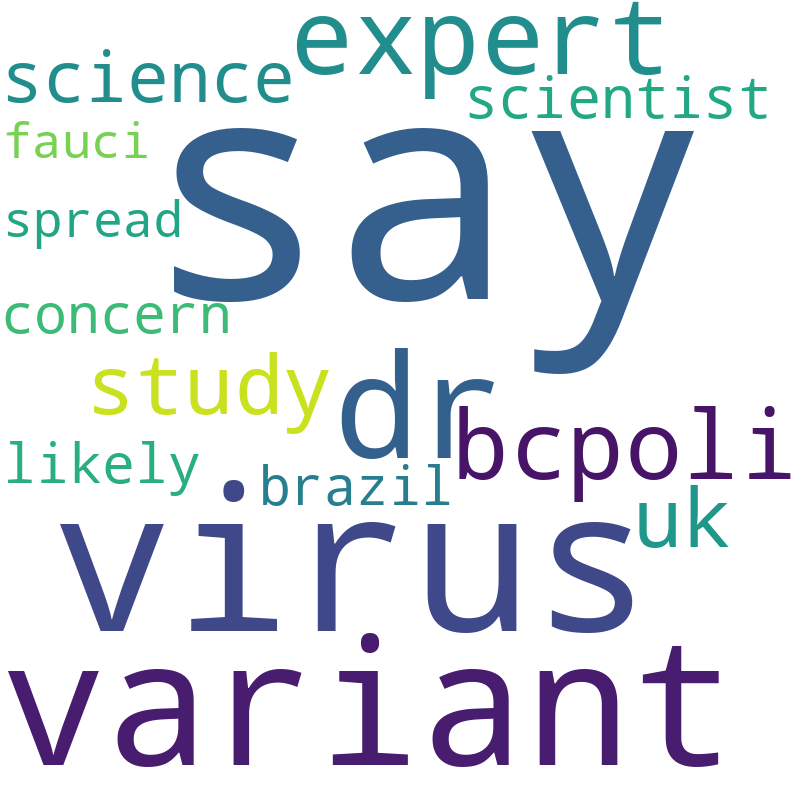 expert
science
scientist
fauci
say
spread
concern
study
dr
bcpoli
likely
brazil
uk
virus
variant